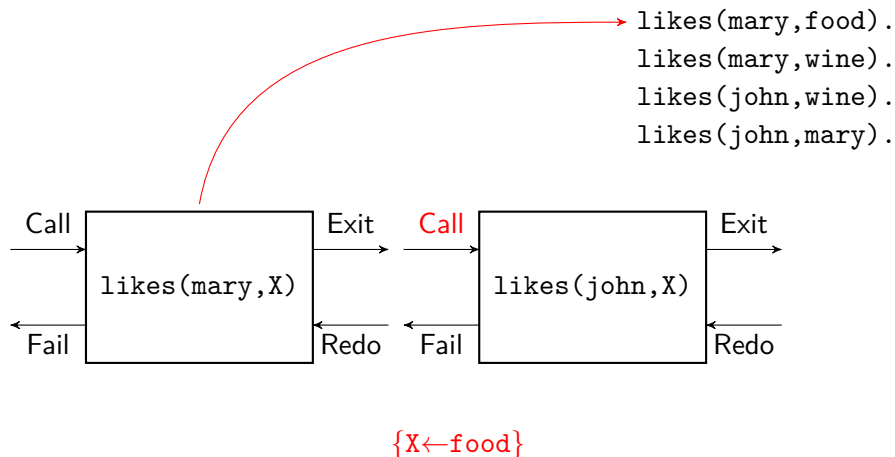 likes(mary,food).
likes(mary,wine).
likes(john,wine).
likes(john,mary).
Call Exit Call Exit
likes(mary,X) likes(john,X)
Fail Redo Fail Redo
{X←food}